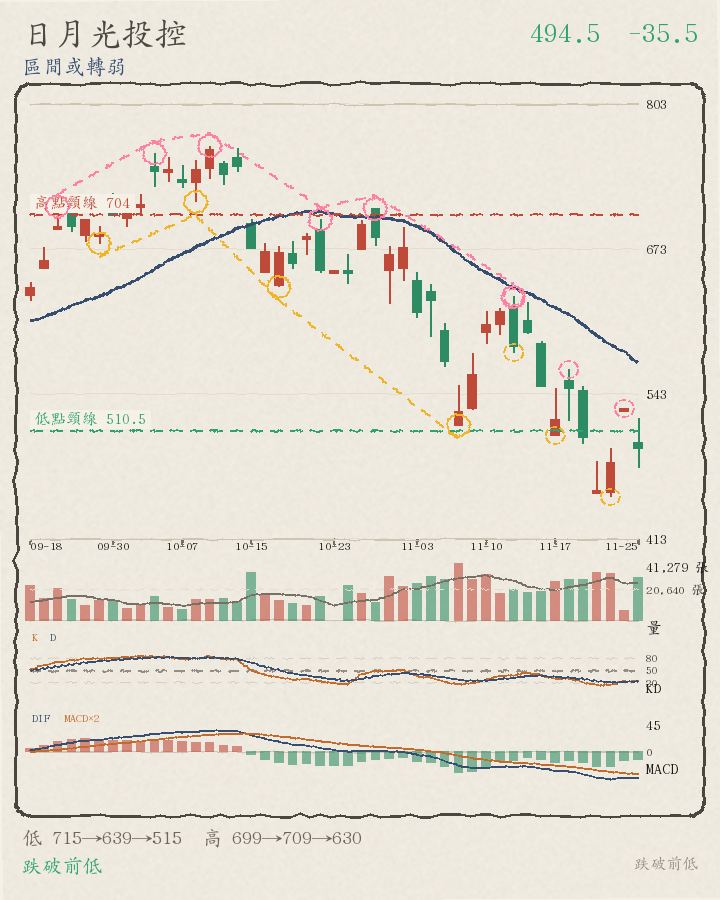 日月光投控 494.5 -35.5
區間或轉弱
803
高點頸線 704
673
543
低點頸線 510.5
413
09-18 09-30 10-07 10-15 10-23 11-03 11-10 11-17 11-25
41,279 張
20,640 張
量
K D
80
50
20
KD
DIF MACD×2
45
0
MACD
低 715→639→515 高 699→709→630
跌破前低 跌破前低